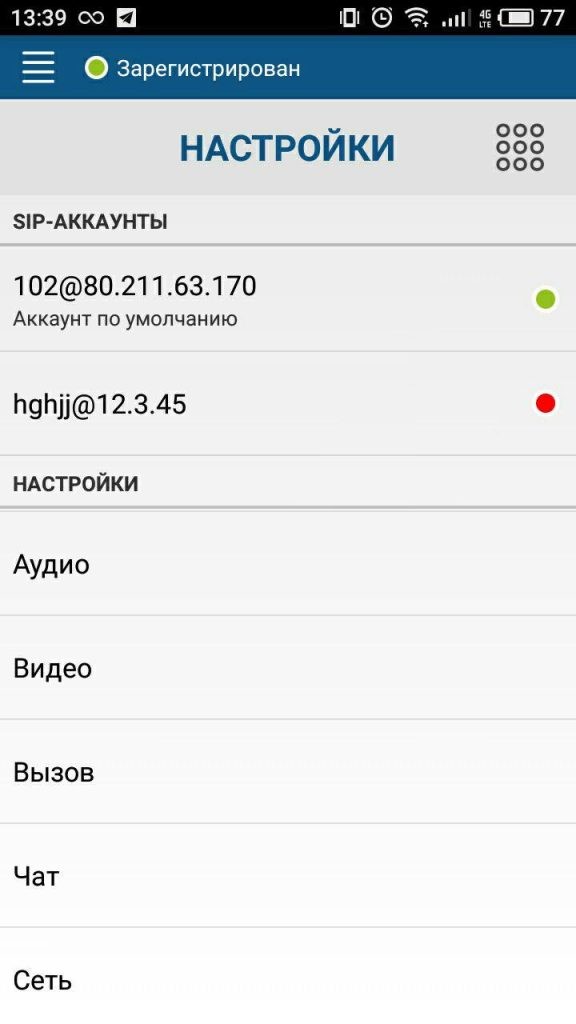 13:39 4G LTE 77
Зарегистрирован
НАСТРОЙКИ
SIP-АККАУНТЫ
102@80.211.63.170
Аккаунт по умолчанию
hghjj@12.3.45
НАСТРОЙКИ
Аудио
Видео
Вызов
Чат
Сеть